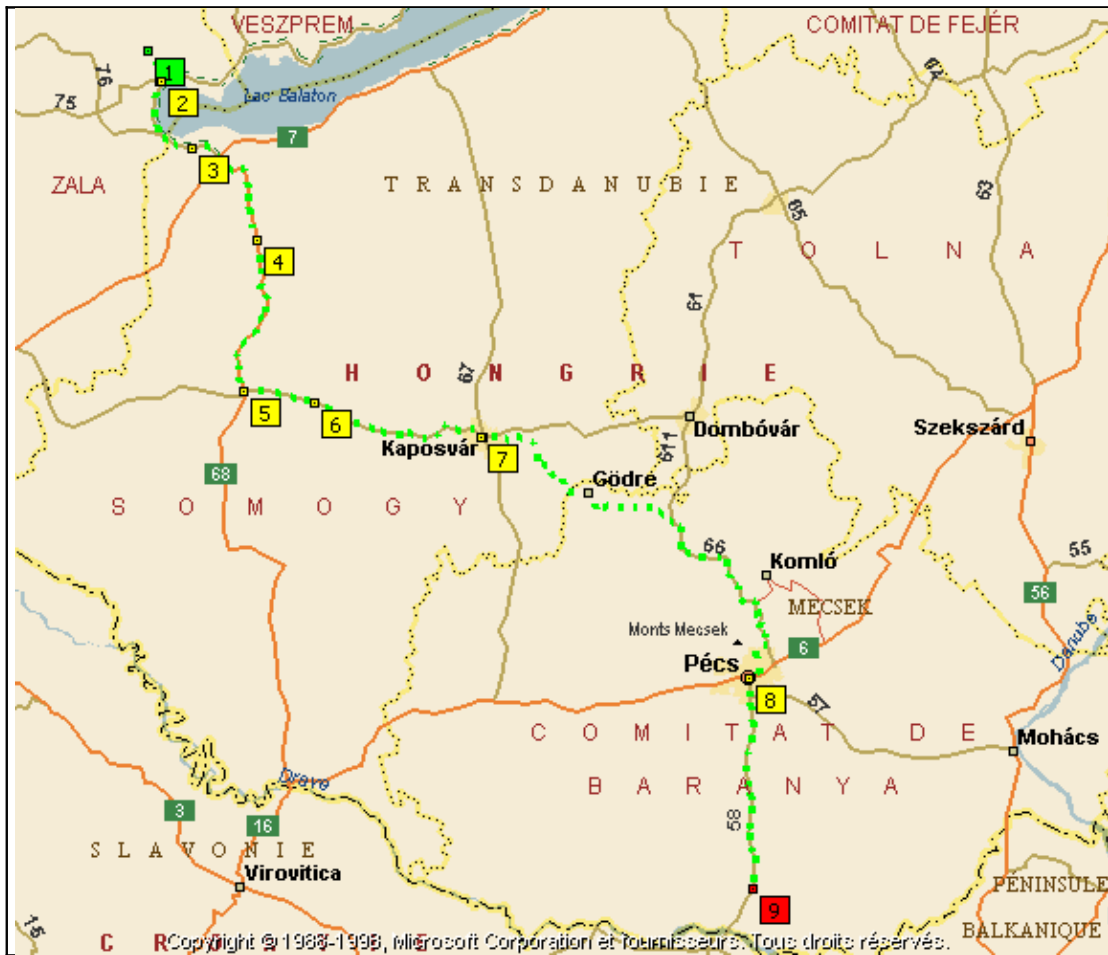 VESZPREM
COMITAT DE FEJÉR
1
76
64
2
75
Lac Balaton
7
3
ZALA
TRANSDANUBIE
63
65
TOLNA
4
61
HONGRIE
67
5
6
Dombóvár
Szekszárd
Kaposvár
7
611
68
Gödre
SOMOGY
66
55
Komló
56
MECSEK
Monts Mecsek
6
Danube
Pécs
8
57
COMITAT DE
Mohács
BARANYA
Drave
3
58
16
SLAVONIE
Virovitica
PENINSULE
9
BALKANIQUE
Copyright © 1988-1998, Microsoft Corporation et fournisseurs. Tous droits réservés.